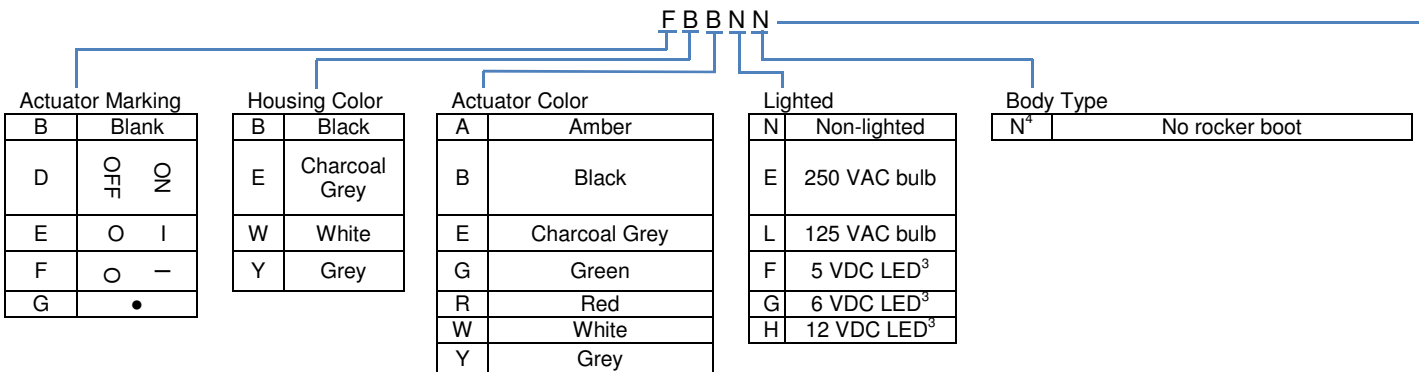 F B B N N
Actuator Marking
B Blank
D OFF ON
E O I
F O I
G ●
Housing Color
B Black
E Charcoal
Grey
W White
Y Grey
Actuator Color
A Amber
B Black
E Charcoal Grey
G Green
R Red
W White
Y Grey
Lighted
N Non-lighted
E 250 VAC bulb
L 125 VAC bulb
F 5 VDC LED³
G 6 VDC LED³
H 12 VDC LED³
Body Type
N⁴ No rocker boot